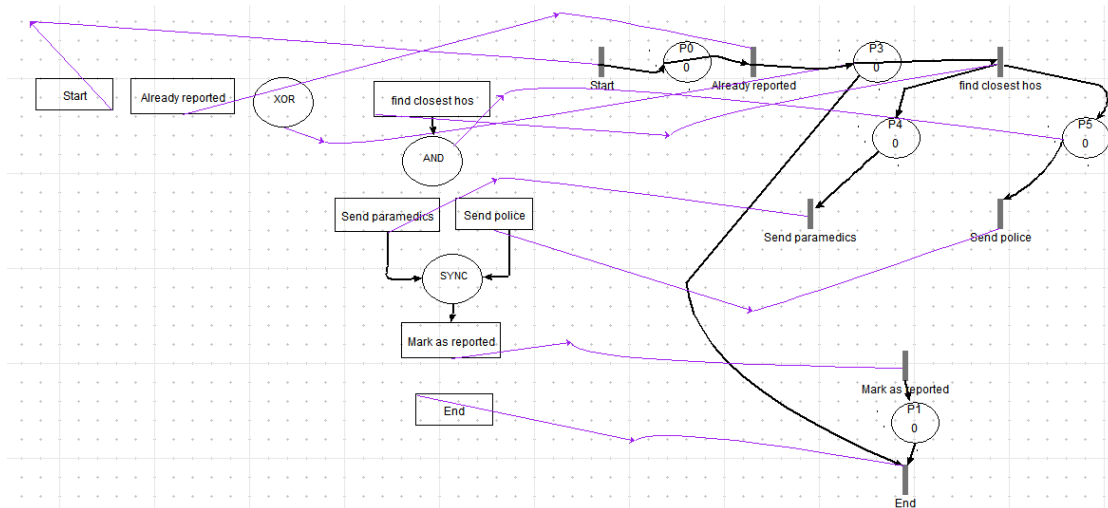 Start
Already reported
XOR
find closest hos
AND
Send paramedics
Send police
SYNC
Mark as reported
End
P0
0
P3
0
Start
Already reported
find closest hos
P4
0
P5
0
Send paramedics
Send police
Mark as reported
P1
0
End